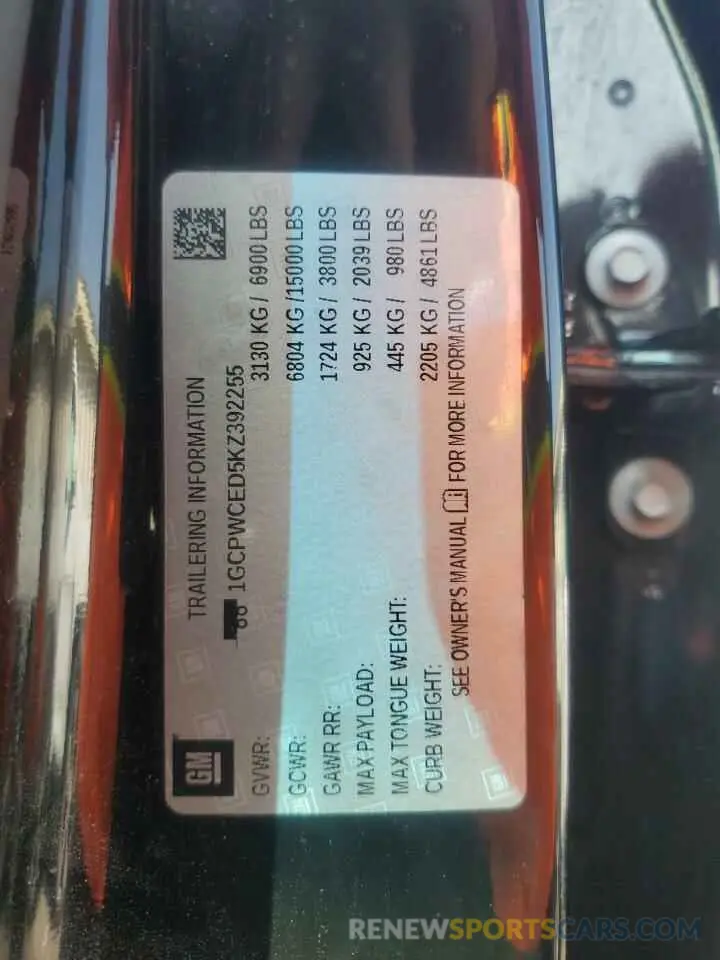 GM
TRAILERING INFORMATION
1GCPWCED5KZ392255
GVWR: 3130 KG / 6900 LBS
GCWR: 6804 KG / 15000 LBS
GAWR RR: 1724 KG / 3800 LBS
MAX PAYLOAD: 925 KG / 2039 LBS
MAX TONGUE WEIGHT: 445 KG / 980 LBS
CURB WEIGHT: 2205 KG / 4861 LBS
SEE OWNER'S MANUAL FOR MORE INFORMATION
RENEWSPORTSCARS.COM